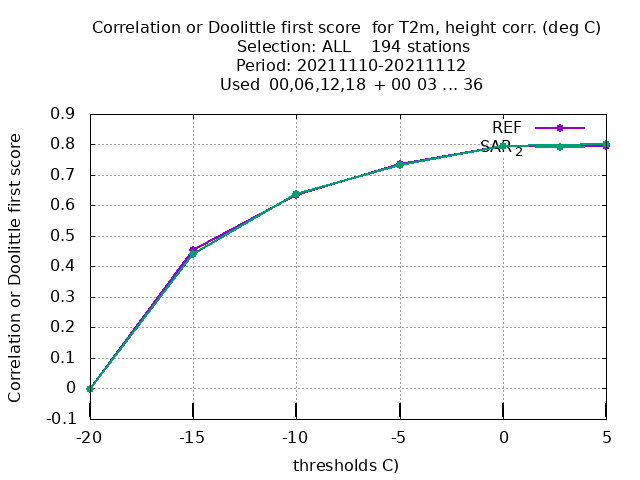 Correlation or Doolittle first score  for T2m, height corr. (deg C)
Selection: ALL    194 stations
Period: 20211110-20211112
Used  00,06,12,18  + 00 03 ... 36
0.9
0.8
0.7
0.6
0.5
0.4
0.3
0.2
0.1
0
-0.1
Correlation or Doolittle first score
REF
SAR 2
-20 -15 -10 -5 0 5
thresholds C)